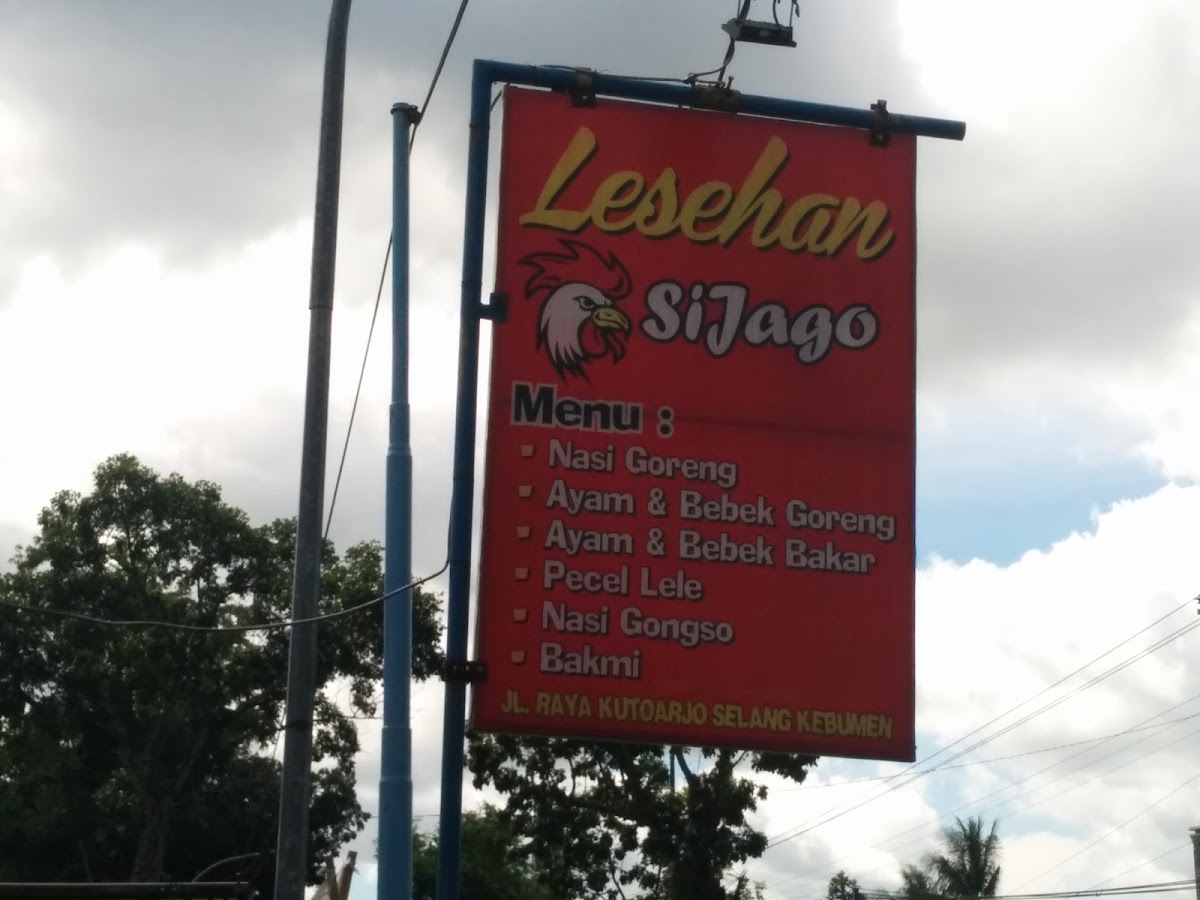 Lesehan
SiJago
Menu :
Nasi Goreng
Ayam & Bebek Goreng
Ayam & Bebek Bakar
Pecel Lele
Nasi Gongso
Bakmi
JL. RAYA KUTOARJO SELANG KEBUMEN